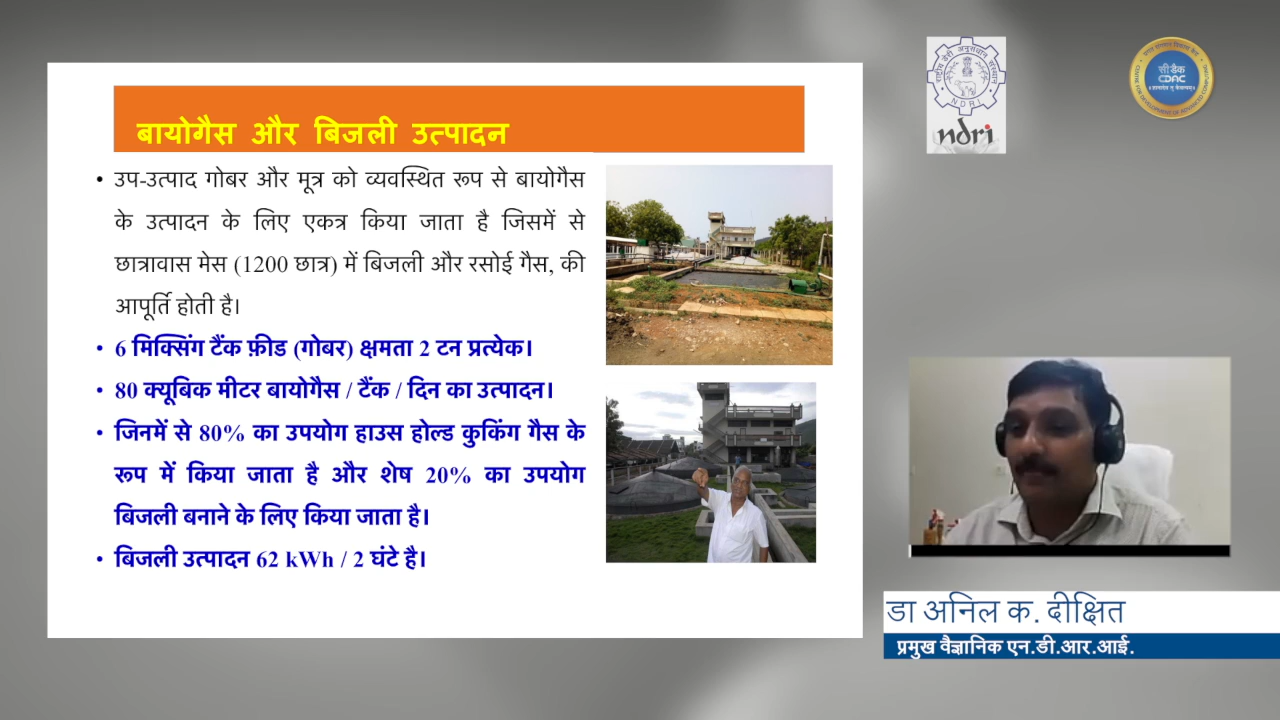 बायोगैस और बिजली उत्पादन
• उप-उत्पाद गोबर और मूत्र को व्यवस्थित रूप से बायोगैस
के उत्पादन के लिए एकत्र किया जाता है जिसमें से
छात्रावास मेस (1200 छात्र) में बिजली और रसोई गैस, की
आपूर्ति होती है।
• 6 मिक्सिंग टैंक फ़ीड (गोबर) क्षमता 2 टन प्रत्येक।
• 80 क्यूबिक मीटर बायोगैस / टैंक / दिन का उत्पादन।
• जिनमें से 80% का उपयोग हाउस होल्ड कुकिंग गैस के
रूप में किया जाता है और शेष 20% का उपयोग
बिजली बनाने के लिए किया जाता है।
• बिजली उत्पादन 62 kWh / 2 घंटे है।
राष्ट्रीय डेरी अनुसंधान संस्थान
NDRI
ndri
सीडैक
CDAC
डा अनिल क. दीक्षित
प्रमुख वैज्ञानिक एन.डी.आर.आई.